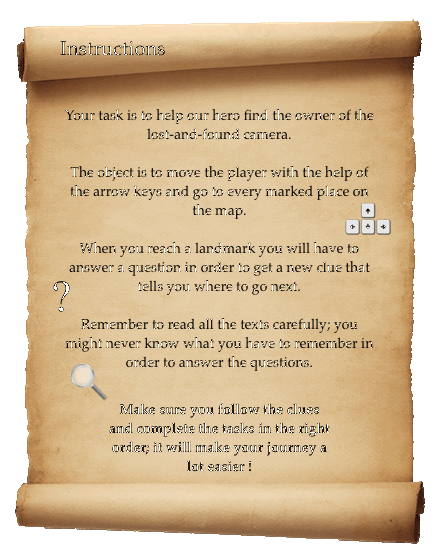 Instructions
Your task is to help our hero find the owner of the
lost-and-found camera.
The object is to move the player with the help of
the arrow keys and go to every marked place on
the map.
When you reach a landmark you will have to
answer a question in order to get a new clue that
tells you where to go next.
?
Remember to read all the texts carefully; you
might never know what you have to remember in
order to answer the questions.
Make sure you follow the clues
and complete the tasks in the right
order; it will make your journey a
lot easier !